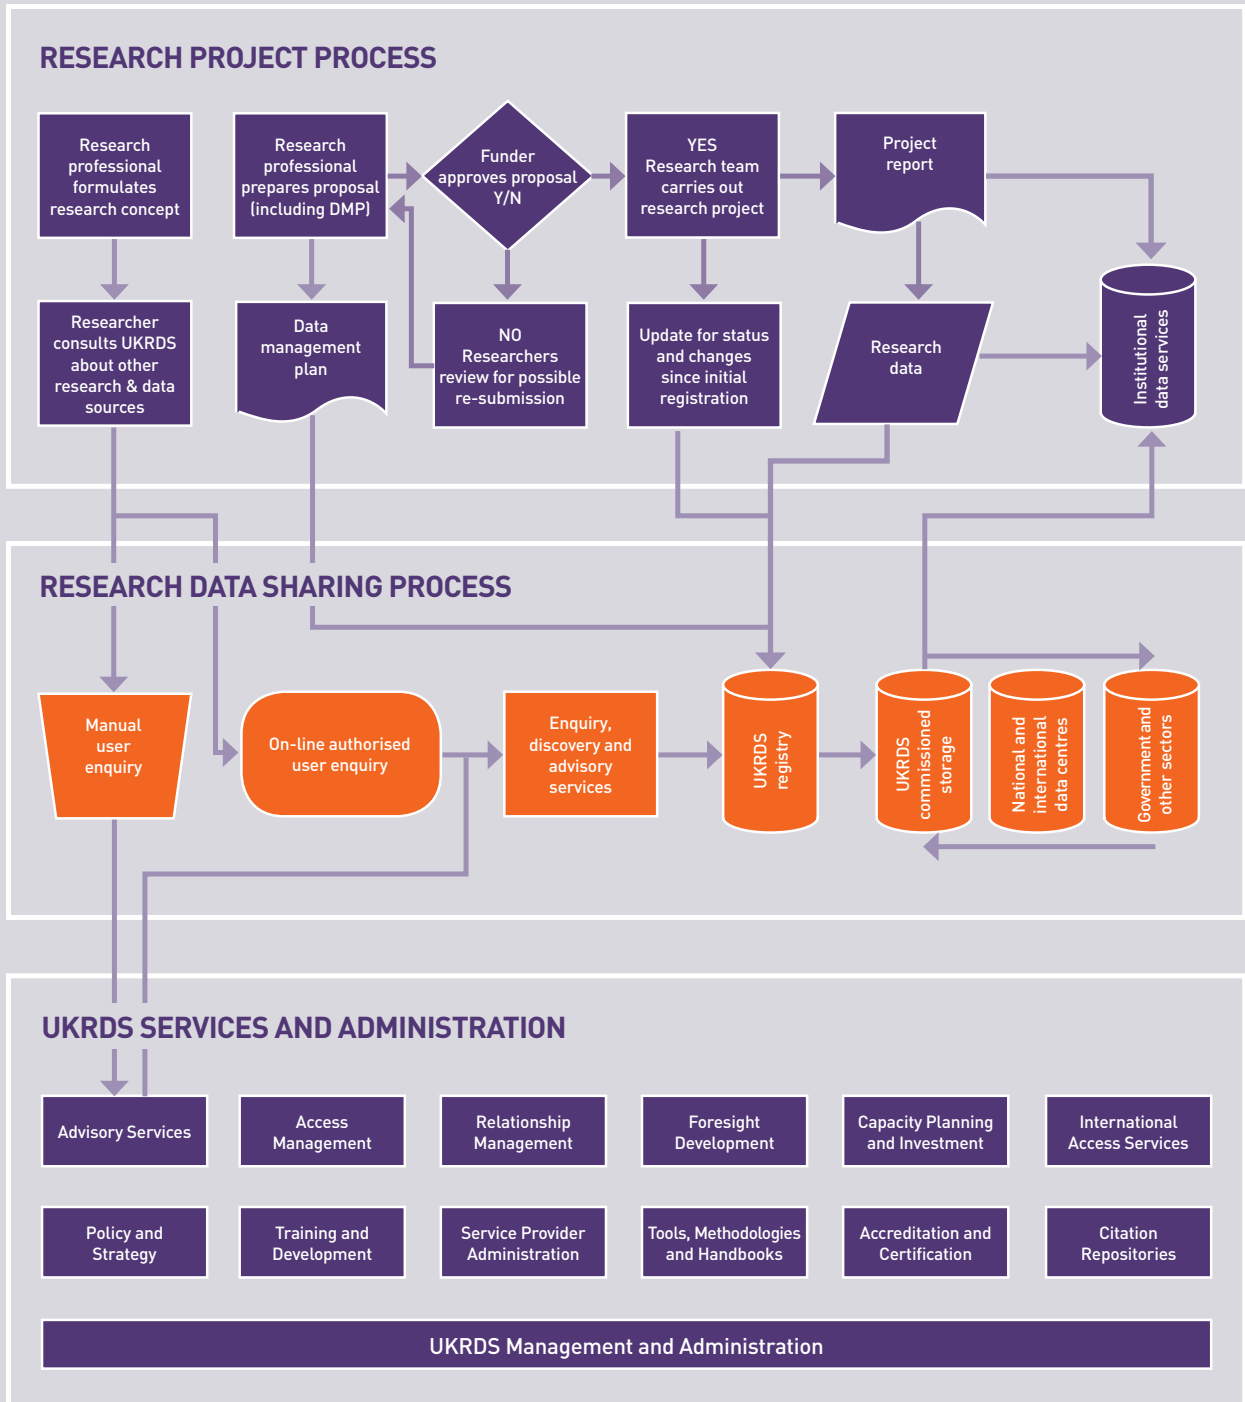 RESEARCH PROJECT PROCESS
Research
professional
formulates
research concept
Research
professional
prepares proposal
(including DMP)
Funder
approves proposal
Y/N
YES
Research team
carries out
research project
Project
report
Researcher
consults UKRDS
about other
research & data
sources
Data
management
plan
NO
Researchers
review for possible
re-submission
Update for status
and changes
since initial
registration
Research
data
Institutional
data services
RESEARCH DATA SHARING PROCESS
Manual
user
enquiry
On-line authorised
user enquiry
Enquiry,
discovery and
advisory
services
UKRDS
registry
UKRDS
commissioned
storage
National and
international
data centres
Government and
other sectors
UKRDS SERVICES AND ADMINISTRATION
Advisory Services
Access
Management
Relationship
Management
Foresight
Development
Capacity Planning
and Investment
International
Access Services
Policy and
Strategy
Training and
Development
Service Provider
Administration
Tools, Methodologies
and Handbooks
Accreditation and
Certification
Citation
Repositories
UKRDS Management and Administration